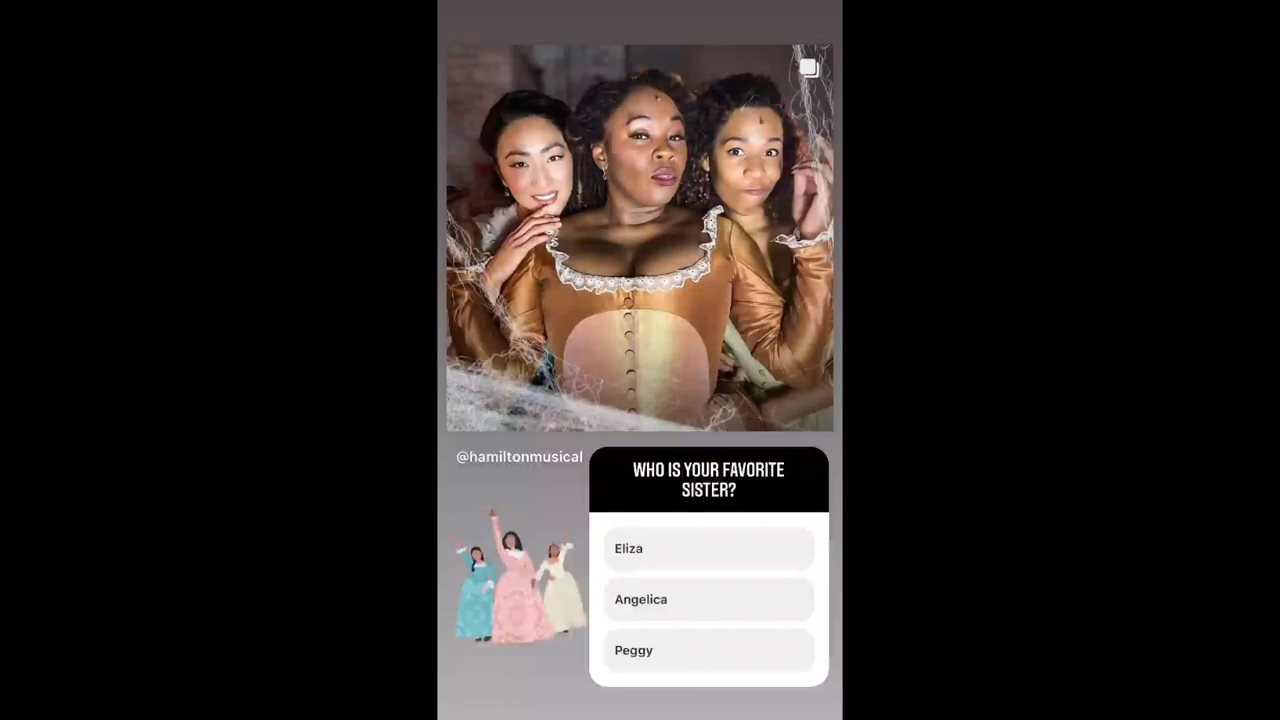 @hamiltonmusical
WHO IS YOUR FAVORITE
SISTER?
Eliza
Angelica
Peggy